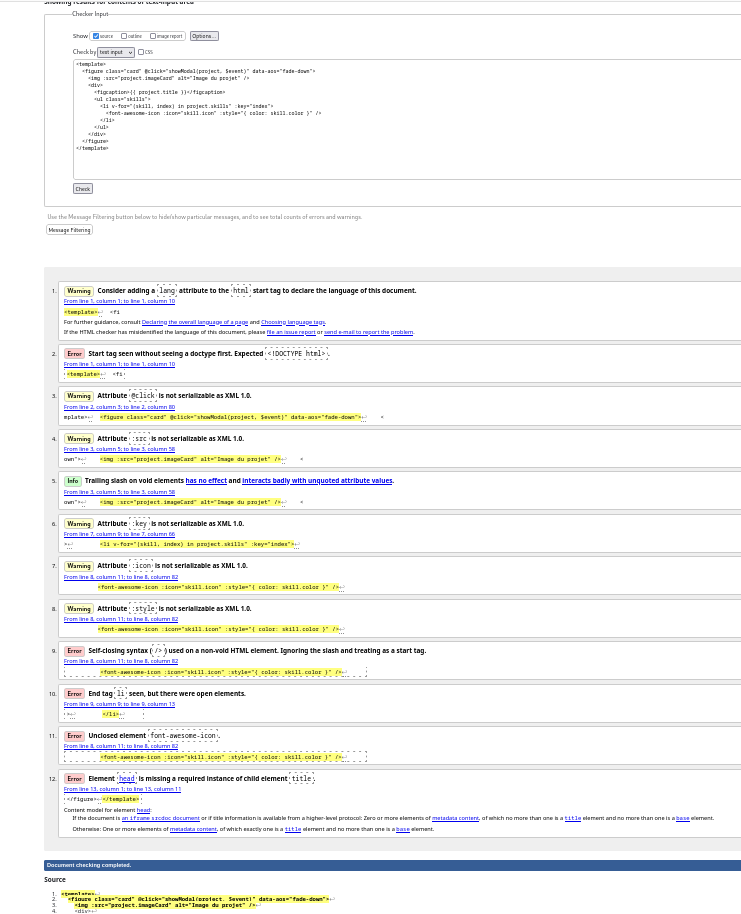 Showing results for contents of text-input area
Checker Input
Show source outline image report Options...
Check by text input CSS
<template>
<figure class="card" @click="showModal(project, $event)" data-aos="fade-down">
<img :src="project.imageCard" alt="Image du projet" />
<div>
<figcaption>{{ project.title }}</figcaption>
<ul class="skills">
<li v-for="(skill, index) in project.skills" :key="index">
<font-awesome-icon :icon="skill.icon" :style="{ color: skill.color }" />
</li>
</ul>
</div>
</figure>
</template>
Check
Use the Message Filtering button below to hide/show particular messages, and to see total counts of errors and warnings.
Message Filtering
1. Warning Consider adding a lang attribute to the html start tag to declare the language of this document.
From line 1, column 1; to line 1, column 10
<template>↩ <fi
For further guidance, consult Declaring the overall language of a page and Choosing language tags.
If the HTML checker has misidentified the language of this document, please file an issue report or send e-mail to report the problem.
2. Error Start tag seen without seeing a doctype first. Expected <!DOCTYPE html>.
From line 1, column 1; to line 1, column 10
<template>↩ <fi
3. Warning Attribute @click is not serializable as XML 1.0.
From line 2, column 3; to line 2, column 80
mplate>↩ <figure class="card" @click="showModal(project, $event)" data-aos="fade-down">↩ <
4. Warning Attribute :src is not serializable as XML 1.0.
From line 3, column 5; to line 3, column 58
own">↩ <img :src="project.imageCard" alt="Image du projet" />↩ <
5. Info Trailing slash on void elements has no effect and interacts badly with unquoted attribute values.
From line 3, column 5; to line 3, column 58
own">↩ <img :src="project.imageCard" alt="Image du projet" />↩ <
6. Warning Attribute :key is not serializable as XML 1.0.
From line 7, column 9; to line 7, column 66
>↩ <li v-for="(skill, index) in project.skills" :key="index">↩
7. Warning Attribute :icon is not serializable as XML 1.0.
From line 8, column 11; to line 8, column 82
<font-awesome-icon :icon="skill.icon" :style="{ color: skill.color }" />↩
8. Warning Attribute :style is not serializable as XML 1.0.
From line 8, column 11; to line 8, column 82
<font-awesome-icon :icon="skill.icon" :style="{ color: skill.color }" />↩
9. Error Self-closing syntax (/>) used on a non-void HTML element. Ignoring the slash and treating as a start tag.
From line 8, column 11; to line 8, column 82
<font-awesome-icon :icon="skill.icon" :style="{ color: skill.color }" />↩
10. Error End tag li seen, but there were open elements.
From line 9, column 9; to line 9, column 13
>↩ </li>↩
11. Error Unclosed element font-awesome-icon.
From line 8, column 11; to line 8, column 82
<font-awesome-icon :icon="skill.icon" :style="{ color: skill.color }" />↩
12. Error Element head is missing a required instance of child element title.
From line 13, column 1; to line 13, column 11
</figure>↩</template>
Content model for element head:
If the document is an iframe srcdoc document or if title information is available from a higher-level protocol: Zero or more elements of metadata content, of which no more than one is a title element and no more than one is a base element.
Otherwise: One or more elements of metadata content, of which exactly one is a title element and no more than one is a base element.
Document checking completed.
Source
1. <template>↩
2. <figure class="card" @click="showModal(project, $event)" data-aos="fade-down">↩
3. <img :src="project.imageCard" alt="Image du projet" />↩
4. <div>↩